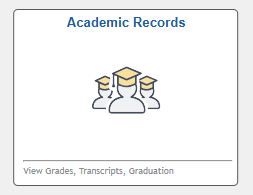 Academic Records
View Grades, Transcripts, Graduation